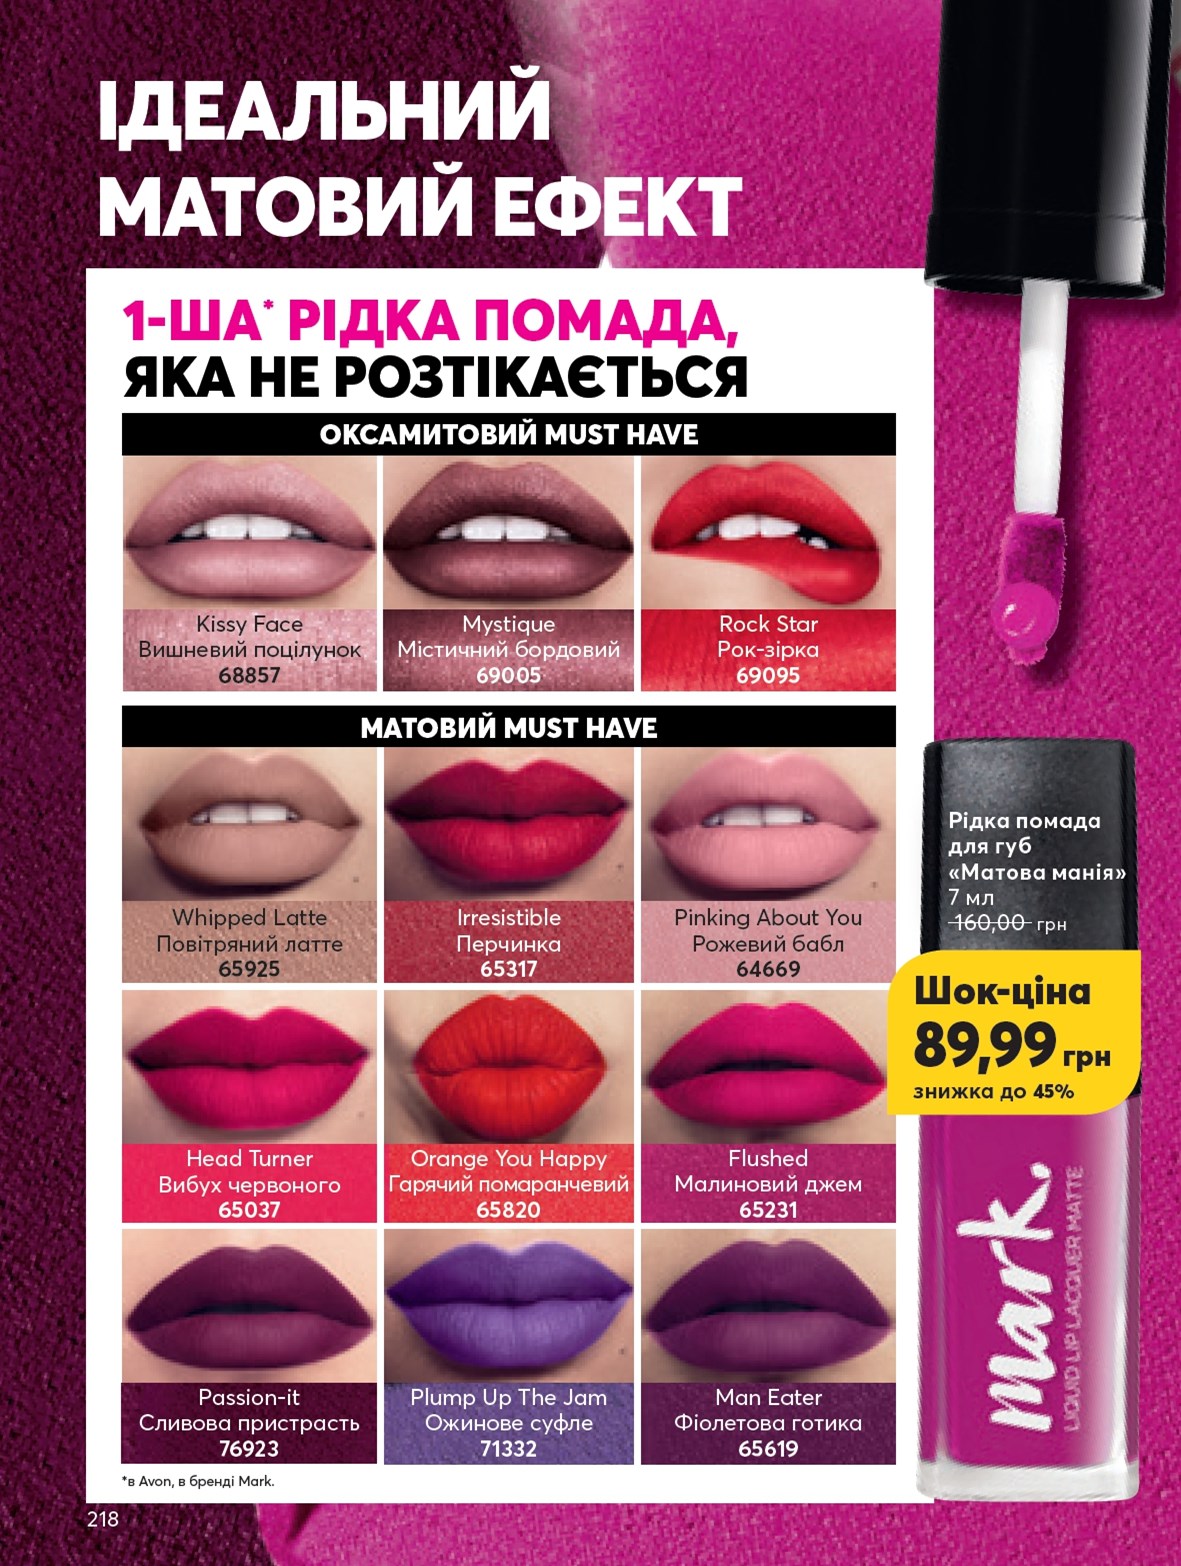 ІДЕАЛЬНИЙ
МАТОВИЙ ЕФЕКТ
1-ША* РІДКА ПОМАДА,
ЯКА НЕ РОЗТІКАЄТЬСЯ
ОКСАМИТОВИЙ MUST HAVE
Kissy Face
Вишневий поцілунок
68857
Mystique
Містичний бордовий
69005
Rock Star
Рок-зірка
69095
МАТОВИЙ MUST HAVE
Whipped Latte
Повітряний латте
65925
Irresistible
Перчинка
65317
Pinking About You
Рожевий бабл
64669
Head Turner
Вибух червоного
65037
Orange You Happy
Гарячий помаранчевий
65820
Flushed
Малиновий джем
65231
Passion-it
Сливова пристрасть
76923
Plump Up The Jam
Ожинове суфле
71332
Man Eater
Фіолетова готика
65619
*в Avon, в бренді Mark.
218
Рідка помада
для губ
«Матова манія»
7 мл
160,00 грн
Шок-ціна
89,99 грн
знижка до 45%
mark.
LIQUID LIP LACQUER MATTE